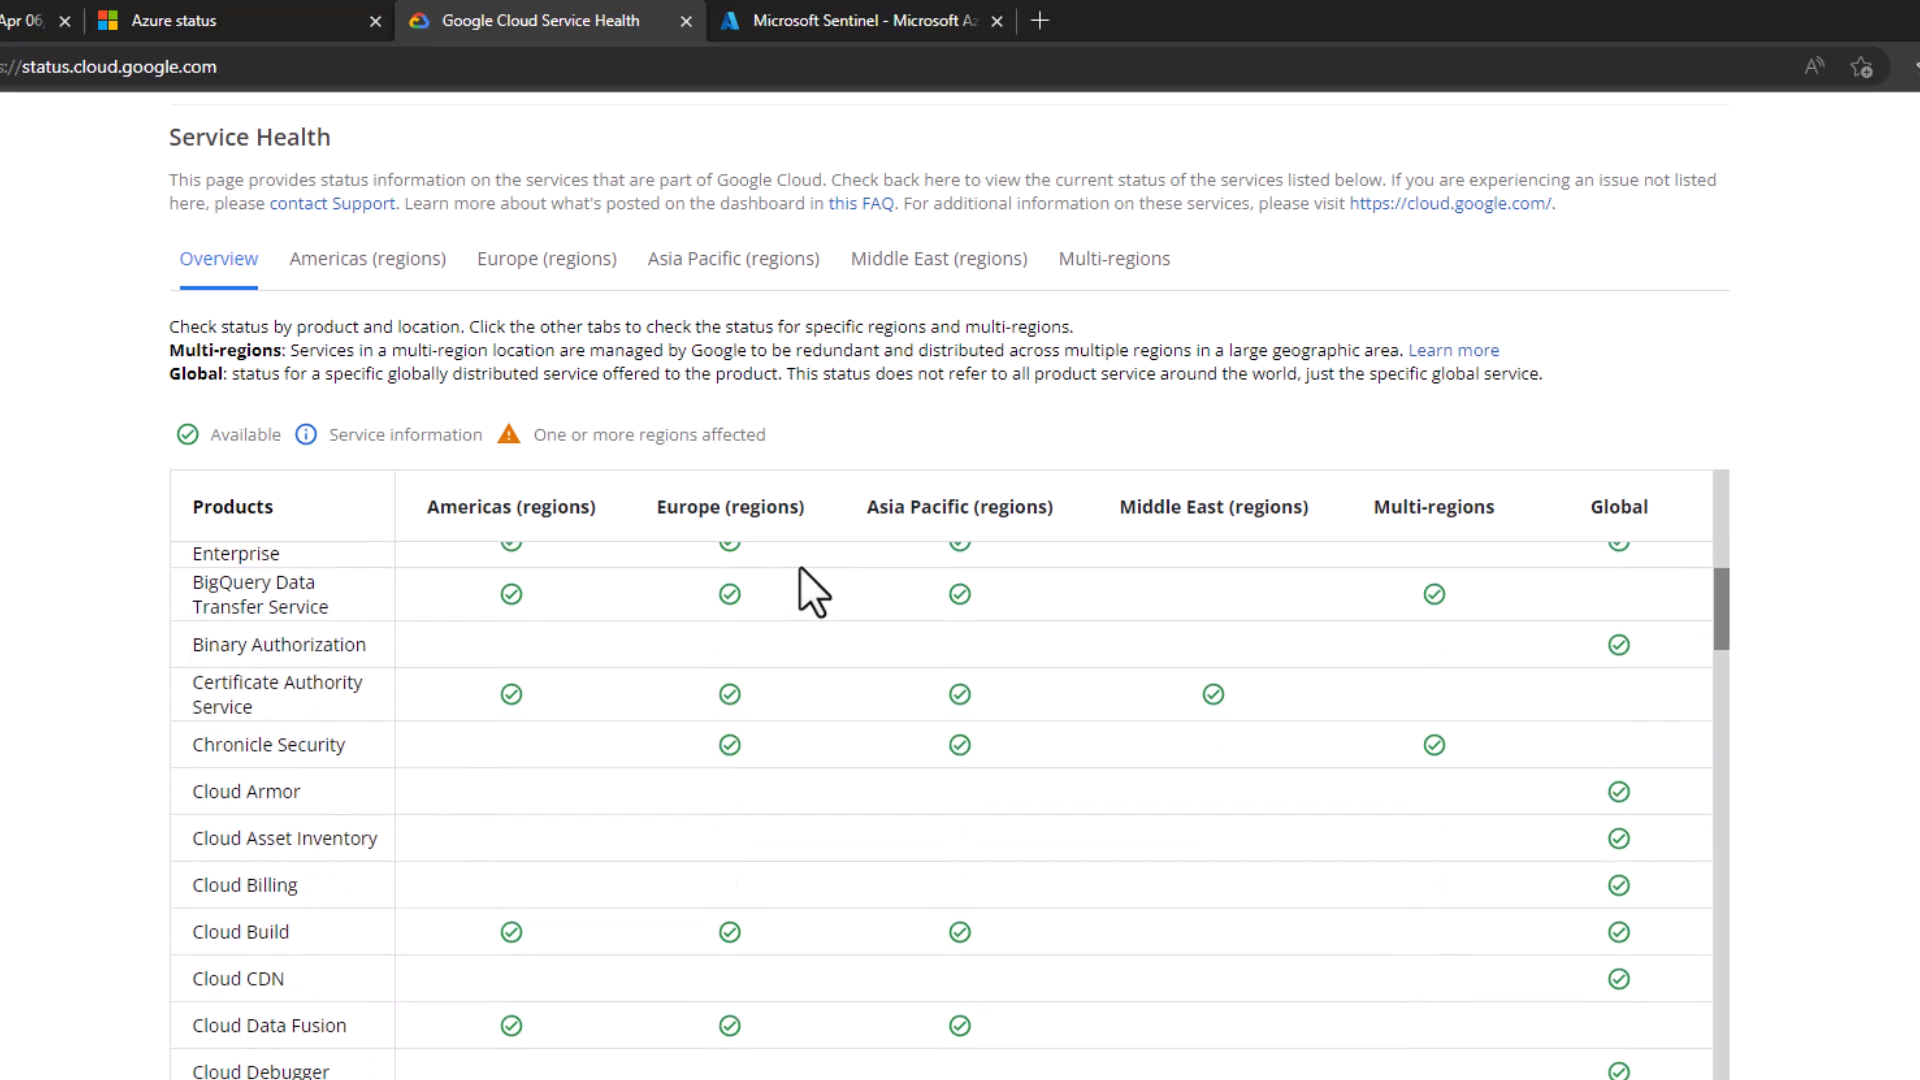 Apr 06,
Azure status
Google Cloud Service Health
Microsoft Sentinel - Microsoft Az
s://status.cloud.google.com
Service Health
This page provides status information on the services that are part of Google Cloud. Check back here to view the current status of the services listed below. If you are experiencing an issue not listed
here, please contact Support. Learn more about what's posted on the dashboard in this FAQ. For additional information on these services, please visit https://cloud.google.com/.
Overview Americas (regions) Europe (regions) Asia Pacific (regions) Middle East (regions) Multi-regions
Check status by product and location. Click the other tabs to check the status for specific regions and multi-regions.
Multi-regions: Services in a multi-region location are managed by Google to be redundant and distributed across multiple regions in a large geographic area. Learn more
Global: status for a specific globally distributed service offered to the product. This status does not refer to all product service around the world, just the specific global service.
Available Service information One or more regions affected
Products Americas (regions) Europe (regions) Asia Pacific (regions) Middle East (regions) Multi-regions Global
Enterprise
BigQuery Data
Transfer Service
Binary Authorization
Certificate Authority
Service
Chronicle Security
Cloud Armor
Cloud Asset Inventory
Cloud Billing
Cloud Build
Cloud CDN
Cloud Data Fusion
Cloud Debugger